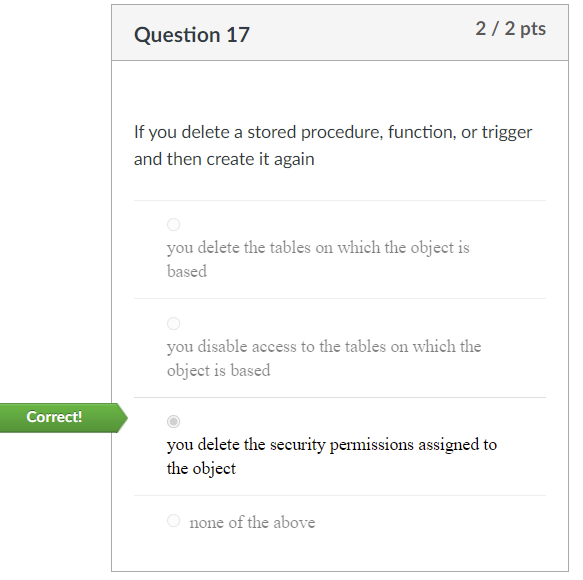 Question 17
2 / 2 pts
If you delete a stored procedure, function, or trigger
and then create it again
you delete the tables on which the object is
based
you disable access to the tables on which the
object is based
Correct!
you delete the security permissions assigned to
the object
none of the above